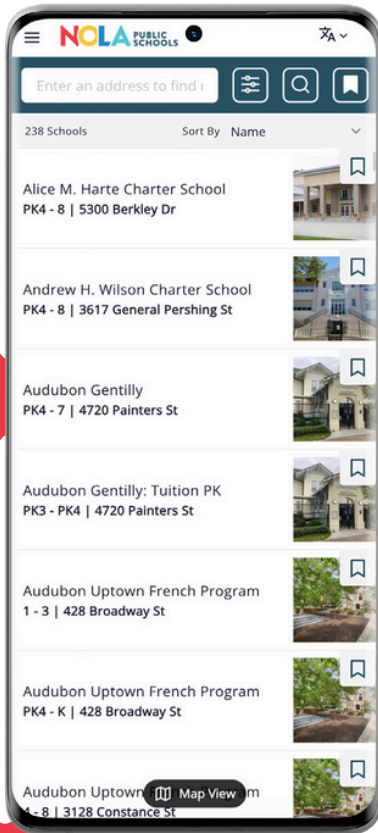 NOLA PUBLIC SCHOOLS
Enter an address to find
238 Schools Sort By Name
Alice M. Harte Charter School
PK4 - 8 | 5300 Berkley Dr
Andrew H. Wilson Charter School
PK4 - 8 | 3617 General Pershing St
Audubon Gentilly
PK4 - 7 | 4720 Painters St
Audubon Gentilly: Tuition PK
PK3 - PK4 | 4720 Painters St
Audubon Uptown French Program
1 - 3 | 428 Broadway St
Audubon Uptown French Program
PK4 - K | 428 Broadway St
Audubon Uptown
Map View
4 - 8 | 3128 Constance St